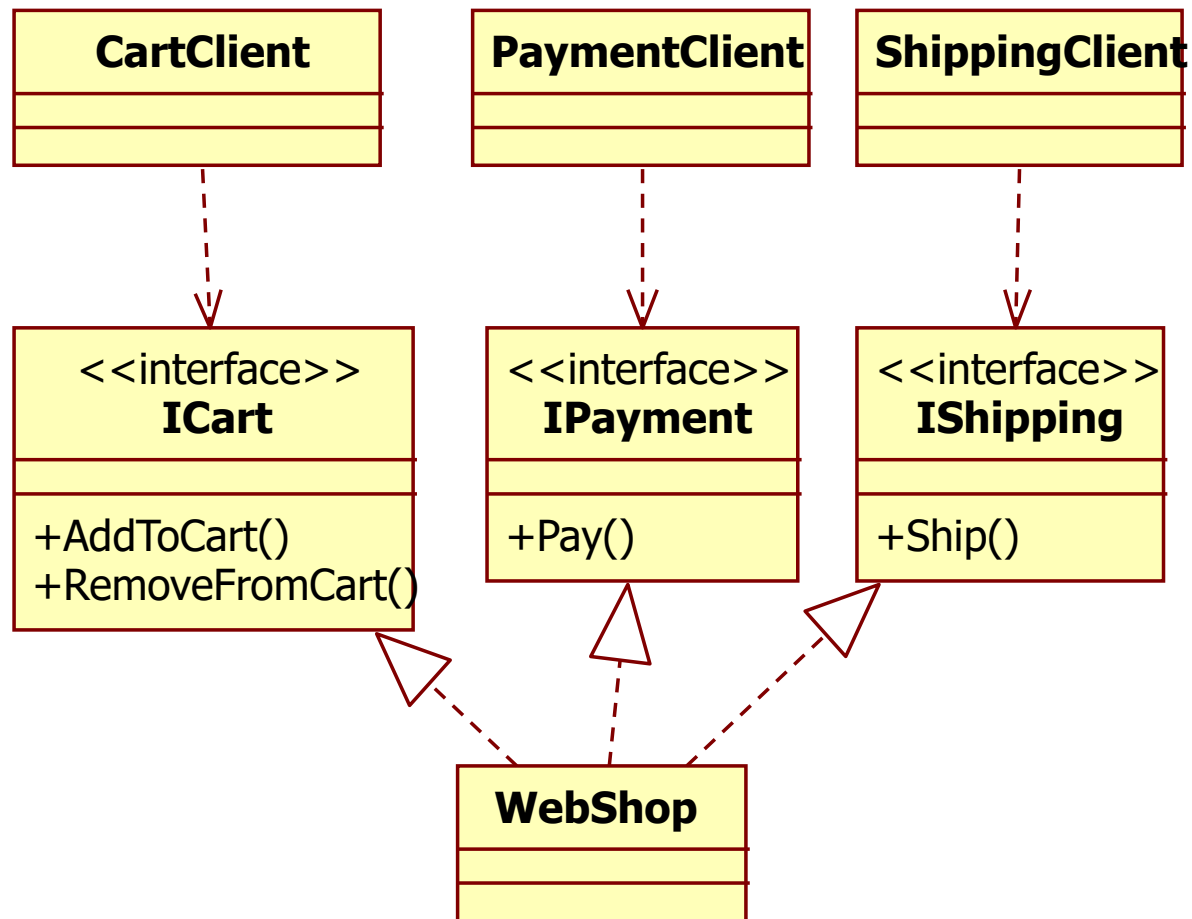 CartClient
PaymentClient
ShippingClient
<<interface>>
ICart
+AddToCart()
+RemoveFromCart()
<<interface>>
IPayment
+Pay()
<<interface>>
IShipping
+Ship()
WebShop